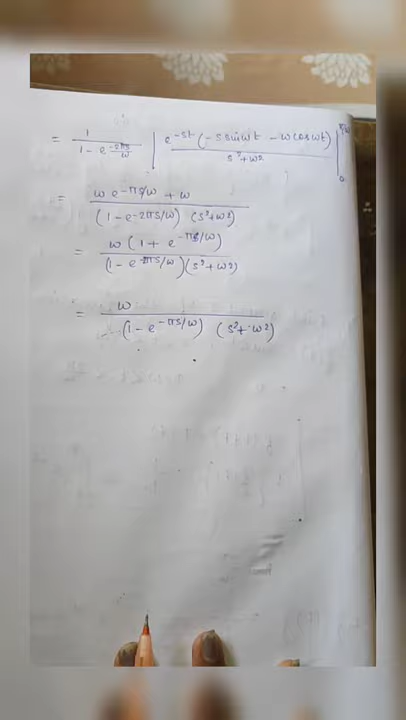 = 1 / (1 - e^(-2πs/ω)) | e^(-st) (-s sin ωt - ω cos ωt) / (s²+ω2) |₀^(π/ω)
= (ω e^(-πs/ω) + ω) / ((1 - e^(-2πs/ω)) (s²+ω2))
= ω (1 + e^(-πs/ω)) / ((1 - e^(-2πs/ω)) (s²+ω2))
= ω / ((1 - e^(-πs/ω)) (s²+ω2))